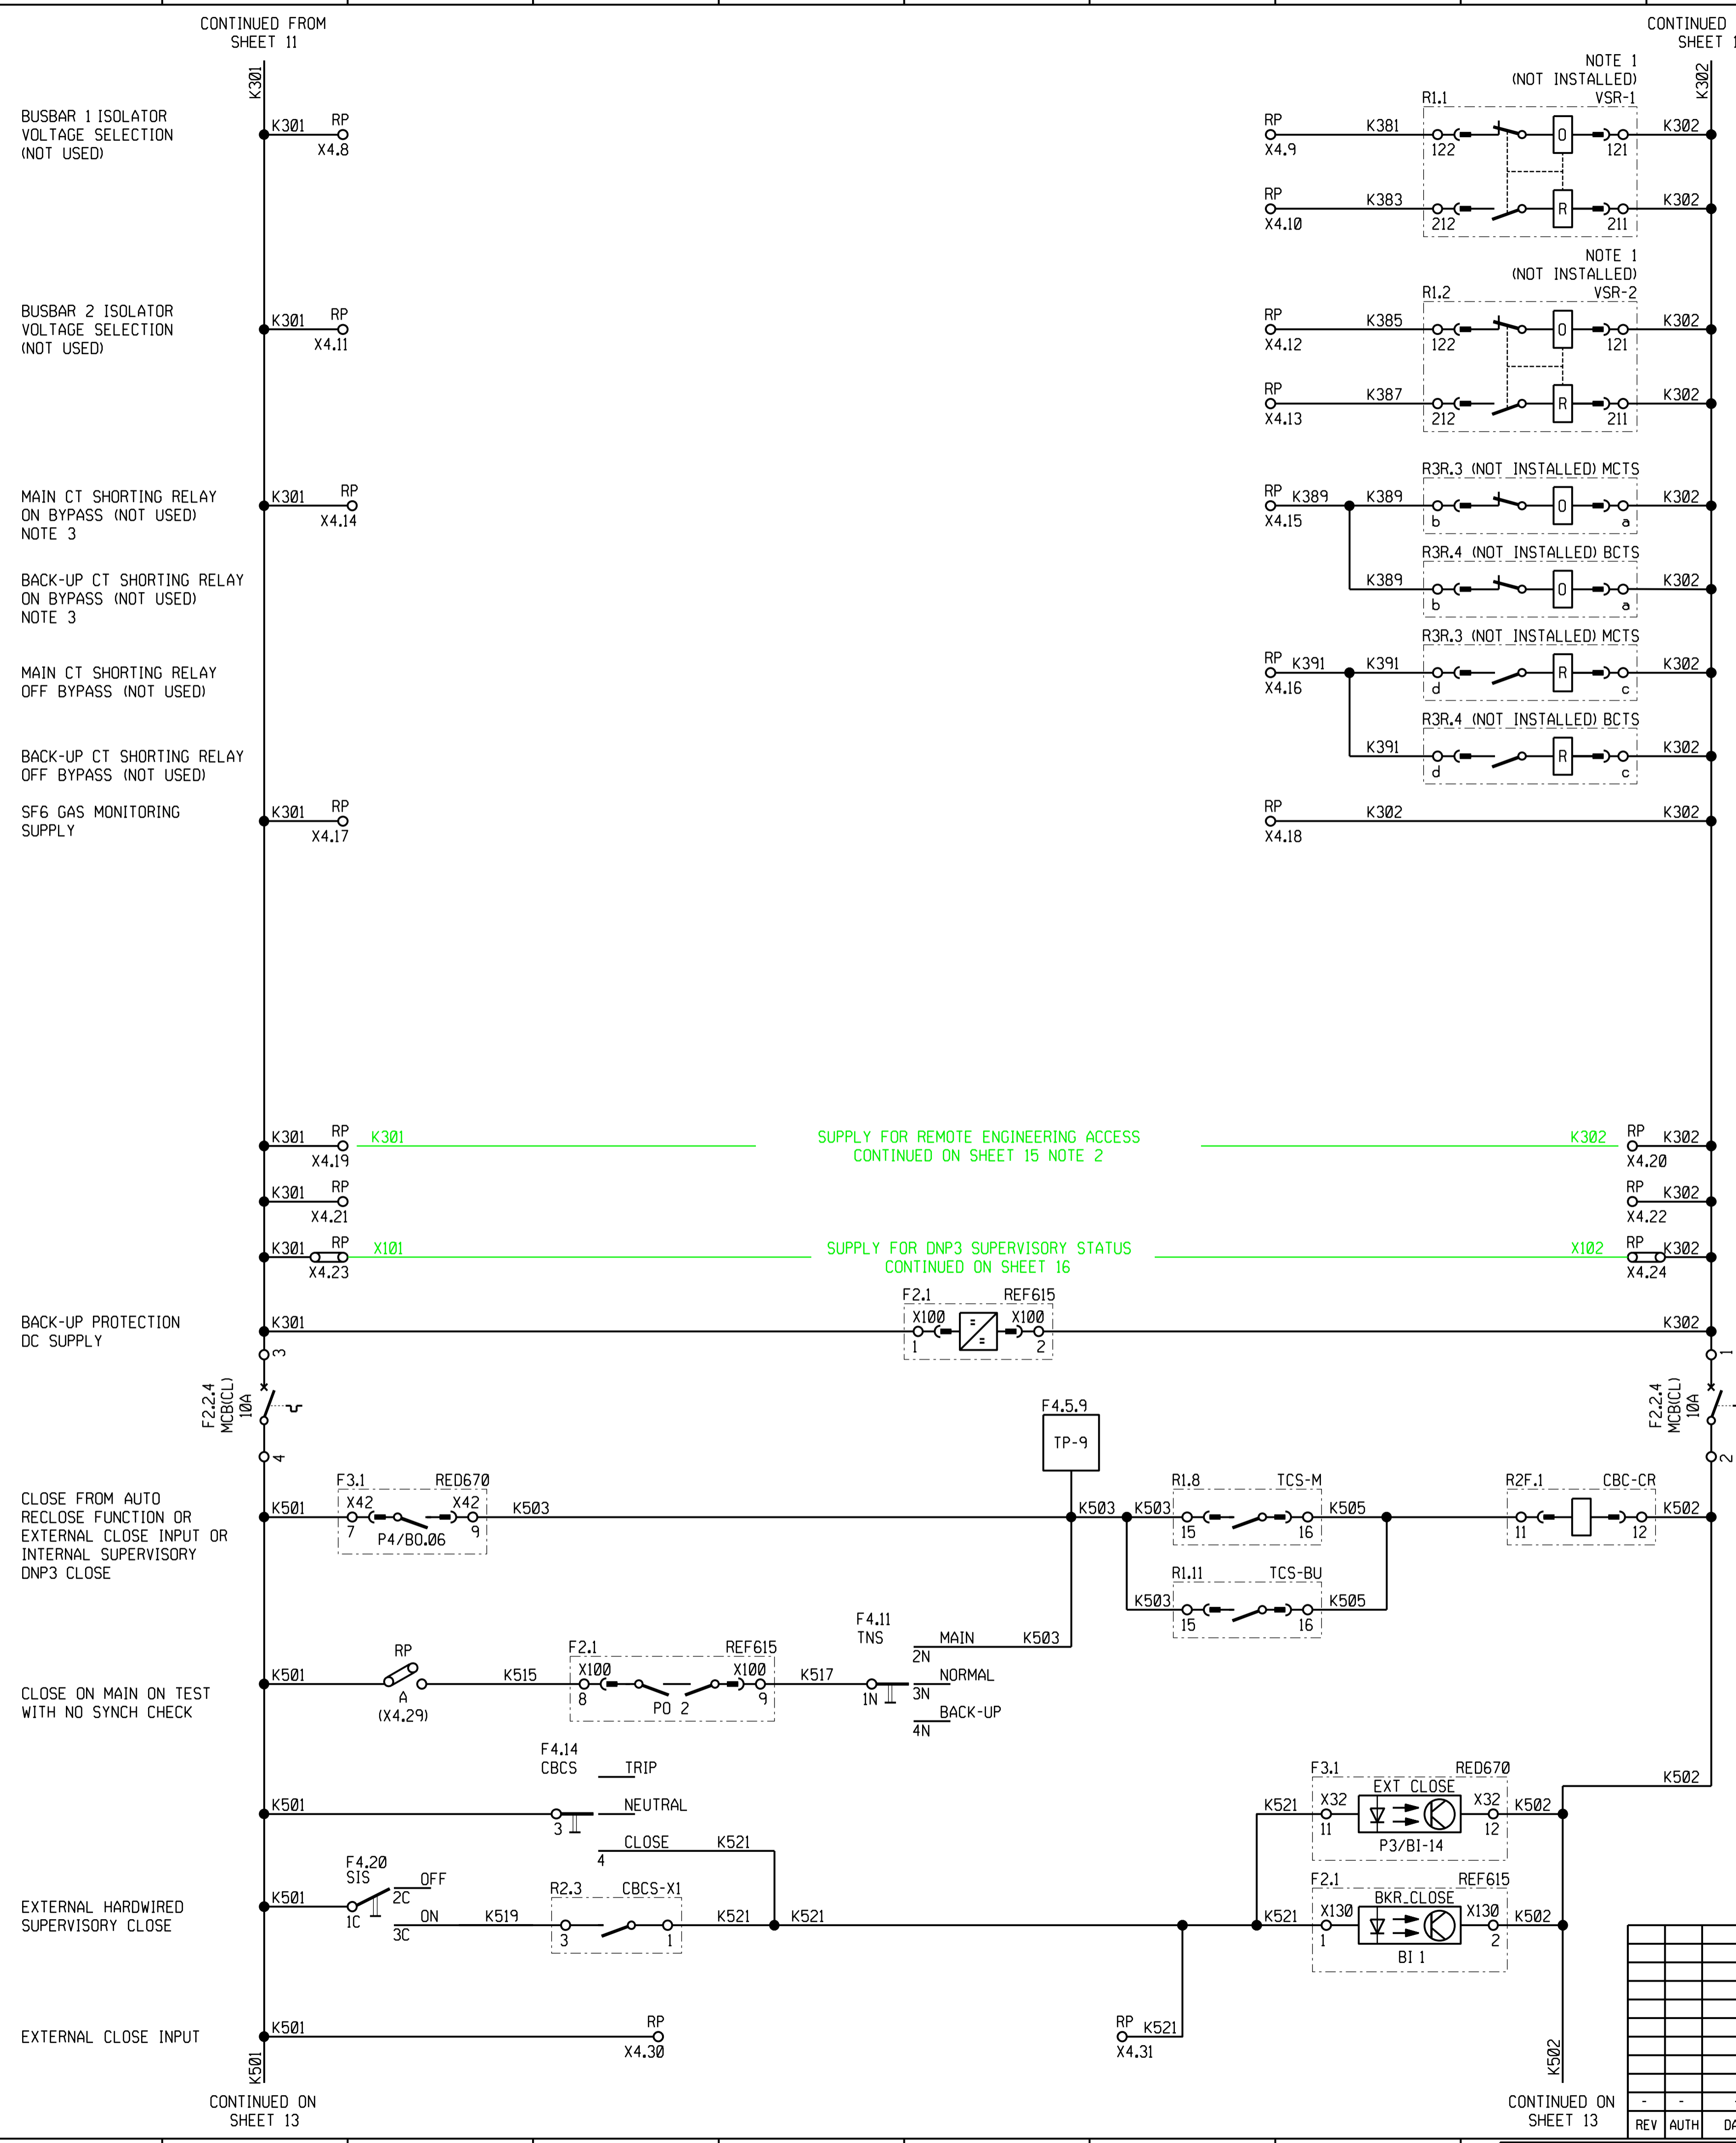 CONTINUED FROM
SHEET 11
CONTINUED
SHEET
K301
K302
NOTE 1
(NOT INSTALLED)
R1.1 VSR-1
BUSBAR 1 ISOLATOR
VOLTAGE SELECTION
(NOT USED)
K301 RP
X4.8
RP K381 O K302
X4.9 122 121
RP K383 R K302
X4.10 212 211
NOTE 1
(NOT INSTALLED)
R1.2 VSR-2
BUSBAR 2 ISOLATOR
VOLTAGE SELECTION
(NOT USED)
K301 RP
X4.11
RP K385 O K302
X4.12 122 121
RP K387 R K302
X4.13 212 211
R3R.3 (NOT INSTALLED) MCTS
MAIN CT SHORTING RELAY
ON BYPASS (NOT USED)
NOTE 3
K301 RP
X4.14
RP K389 K389 O K302
X4.15 b a
R3R.4 (NOT INSTALLED) BCTS
BACK-UP CT SHORTING RELAY
ON BYPASS (NOT USED)
NOTE 3
K389 O K302
b a
R3R.3 (NOT INSTALLED) MCTS
MAIN CT SHORTING RELAY
OFF BYPASS (NOT USED)
RP K391 K391 R K302
X4.16 d c
R3R.4 (NOT INSTALLED) BCTS
BACK-UP CT SHORTING RELAY
OFF BYPASS (NOT USED)
K391 R K302
d c
SF6 GAS MONITORING
SUPPLY
K301 RP
X4.17
RP K302 K302
X4.18
K301 RP K301
X4.19
SUPPLY FOR REMOTE ENGINEERING ACCESS
CONTINUED ON SHEET 15 NOTE 2
K302 RP K302
X4.20
K301 RP
X4.21
RP K302
X4.22
K301 RP X101
X4.23
SUPPLY FOR DNP3 SUPERVISORY STATUS
CONTINUED ON SHEET 16
X102 RP K302
X4.24
F2.1 REF615
BACK-UP PROTECTION
DC SUPPLY
K301 X100 X100 K302
1 2
3
F2.2.4
MCB(CL)
10A
4
1
F2.2.4
MCB(CL)
10A
2
F4.5.9
TP-9
CLOSE FROM AUTO
RECLOSE FUNCTION OR
EXTERNAL CLOSE INPUT OR
INTERNAL SUPERVISORY
DNP3 CLOSE
F3.1 RED670
K501 X42 X42 K503
7 9
P4/BO.06
R1.8 TCS-M
K503 K503 K505
15 16
R2F.1 CBC-CR
K502
11 12
R1.11 TCS-BU
K503 K505
15 16
CLOSE ON MAIN ON TEST
WITH NO SYNCH CHECK
K501 RP K515
A
(X4.29)
F2.1 REF615
X100 X100 K517
8 9
PO 2
F4.11
TNS
1N
MAIN K503
2N
NORMAL
3N
BACK-UP
4N
F4.14
CBCS TRIP
K501 NEUTRAL
3
CLOSE K521
4
F3.1 RED670
EXT CLOSE
K521 X32 X32 K502
11 12
P3/BI-14
K502
EXTERNAL HARDWIRED
SUPERVISORY CLOSE
F4.20
SIS OFF
K501 2C
1C
ON K519
3C
R2.3 CBCS-X1
3 1
K521 K521
F2.1 REF615
BKR_CLOSE
K521 X130 X130 K502
1 2
BI 1
EXTERNAL CLOSE INPUT
K501 RP
X4.30
RP K521
X4.31
K501
CONTINUED ON
SHEET 13
K502
CONTINUED ON
SHEET 13
- -
REV AUTH